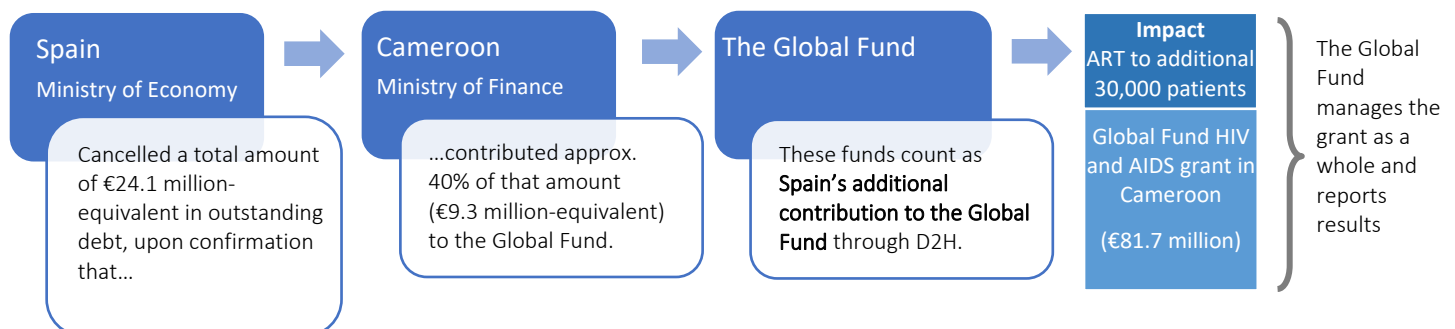 Spain
Ministry of Economy
Cancelled a total amount
of €24.1 million-
equivalent in outstanding
debt, upon confirmation
that...
Cameroon
Ministry of Finance
...contributed approx.
40% of that amount
(€9.3 million-equivalent)
to the Global Fund.
The Global Fund
These funds count as
Spain's additional
contribution to the Global
Fund through D2H.
Impact
ART to additional
30,000 patients
Global Fund HIV
and AIDS grant in
Cameroon
(€81.7 million)
The Global
Fund
manages the
grant as a
whole and
reports
results